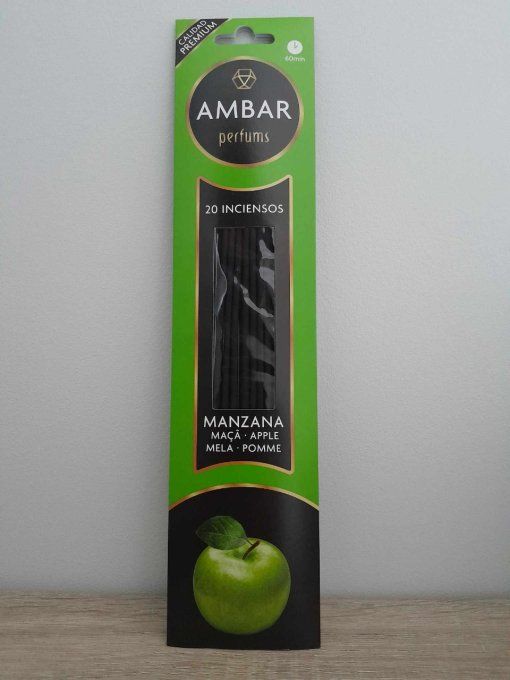 CALIDAD
PREMIUM
60min
AMBAR
perfums
20 INCIENSOS
MANZANA
MAÇÃ · APPLE
MELA · POMME